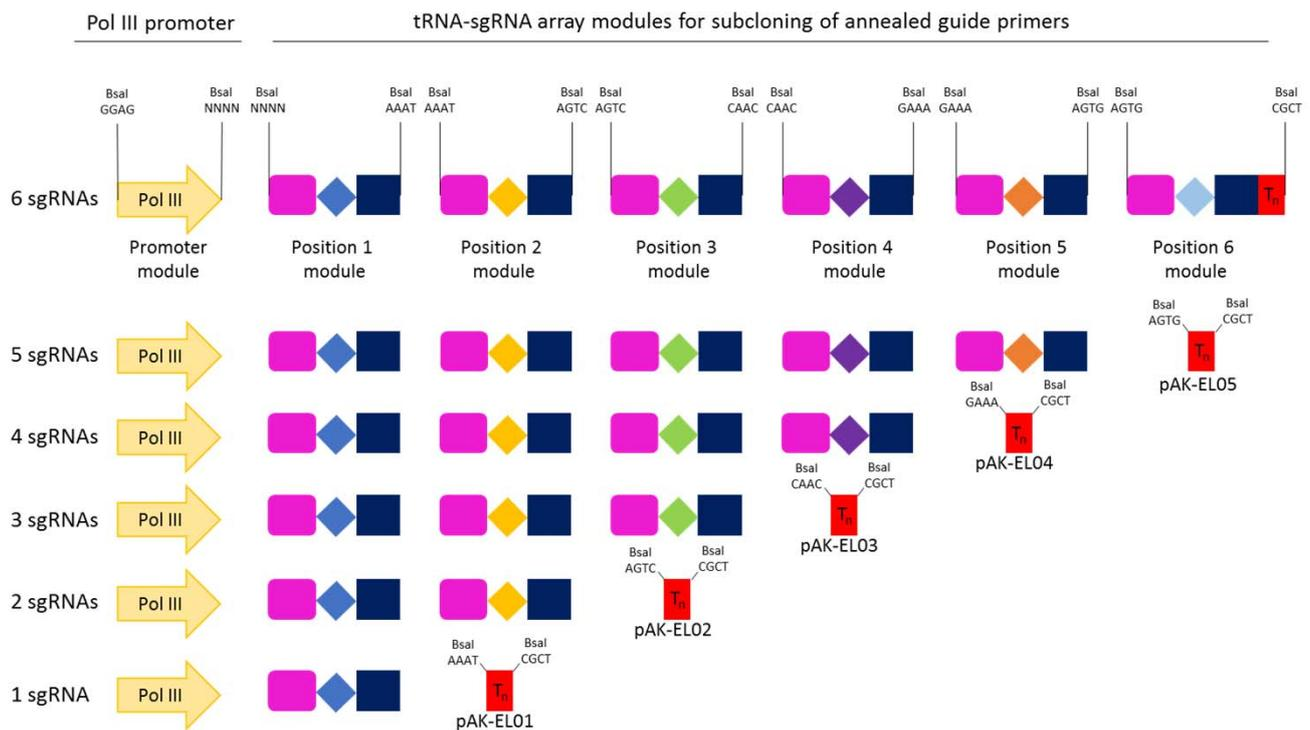 Pol III promoter
tRNA-sgRNA array modules for subcloning of annealed guide primers
BsaI BsaI BsaI BsaI BsaI BsaI BsaI BsaI BsaI BsaI BsaI BsaI BsaI BsaI
GGAG NNNN NNNN AAAT AAAT AGTC AGTC CAAC CAAC GAAA GAAA AGTG AGTG CGCT
6 sgRNAs Pol III Tn
Promoter Position 1 Position 2 Position 3 Position 4 Position 5 Position 6
module module module module module module module
BsaI BsaI
AGTG CGCT
5 sgRNAs Pol III Tn
pAK-EL05
BsaI BsaI
GAAA CGCT
4 sgRNAs Pol III Tn
pAK-EL04
BsaI BsaI
CAAC CGCT
3 sgRNAs Pol III Tn
pAK-EL03
BsaI BsaI
AGTC CGCT
2 sgRNAs Pol III Tn
pAK-EL02
BsaI BsaI
AAAT CGCT
1 sgRNA Pol III Tn
pAK-EL01